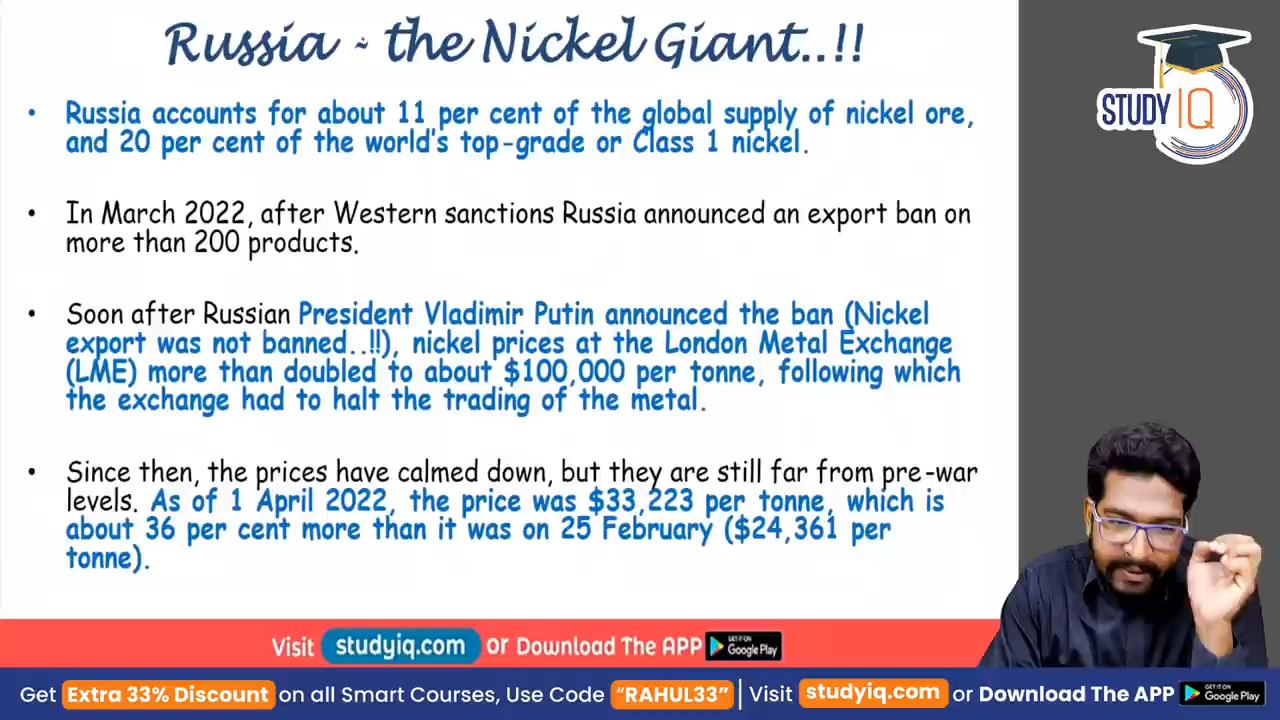 Russia - the Nickel Giant..!!
STUDY IQ
• Russia accounts for about 11 per cent of the global supply of nickel ore,
and 20 per cent of the world's top-grade or Class 1 nickel.
• In March 2022, after Western sanctions Russia announced an export ban on
more than 200 products.
• Soon after Russian President Vladimir Putin announced the ban (Nickel
export was not banned..!!), nickel prices at the London Metal Exchange
(LME) more than doubled to about $100,000 per tonne, following which
the exchange had to halt the trading of the metal.
• Since then, the prices have calmed down, but they are still far from pre-war
levels. As of 1 April 2022, the price was $33,223 per tonne, which is
about 36 per cent more than it was on 25 February ($24,361 per
tonne).
Visit studyiq.com or Download The APP GET IT ON Google Play
Get Extra 33% Discount on all Smart Courses, Use Code "RAHUL33" | Visit studyiq.com or Download The APP GET IT ON Google Play